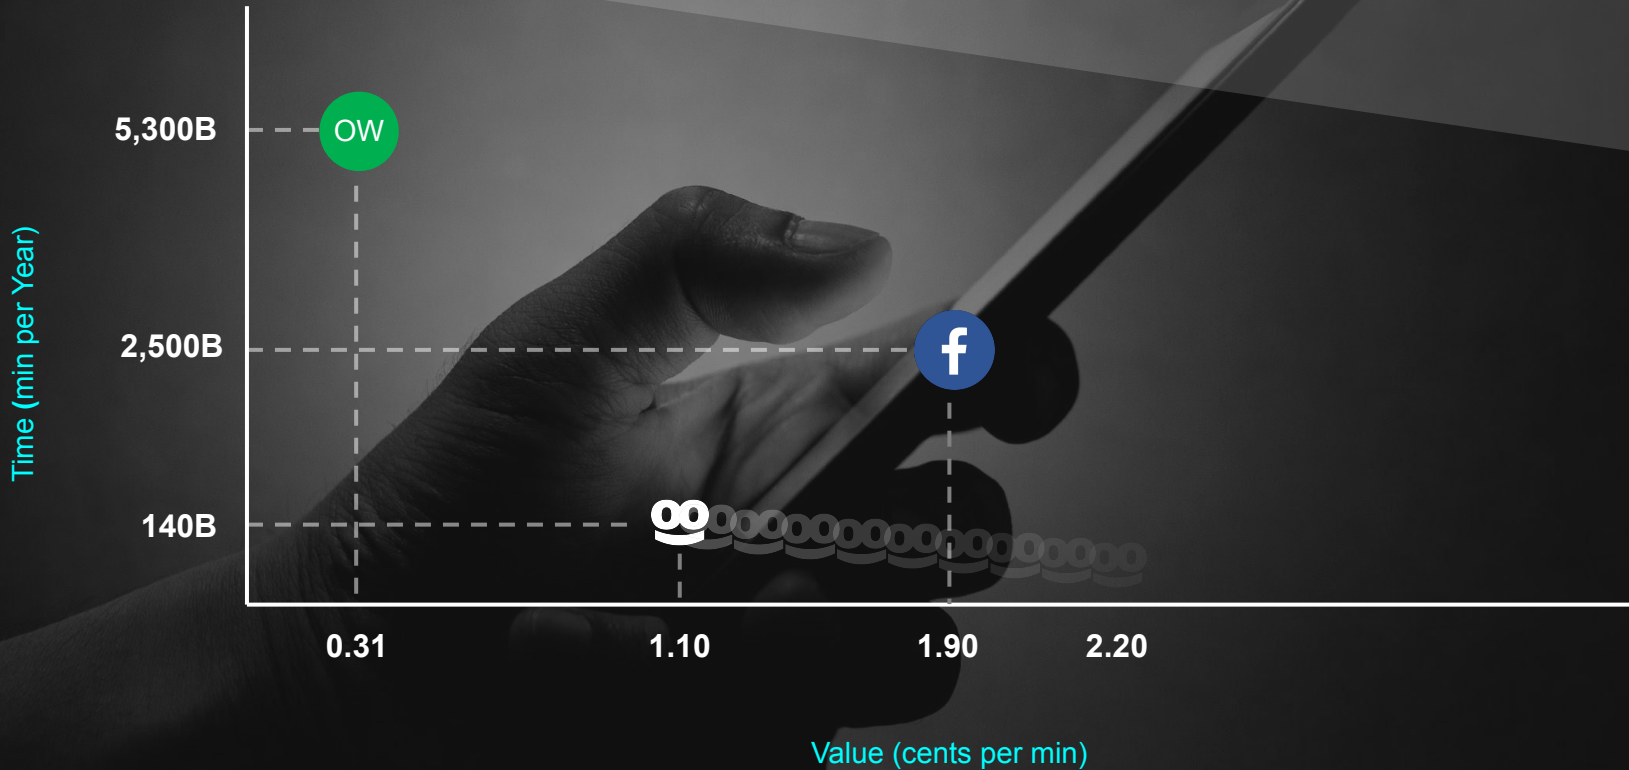 5,300B
OW
2,500B
f
140B
0.31
1.10
1.90
2.20
Time (min per Year)
Value (cents per min)